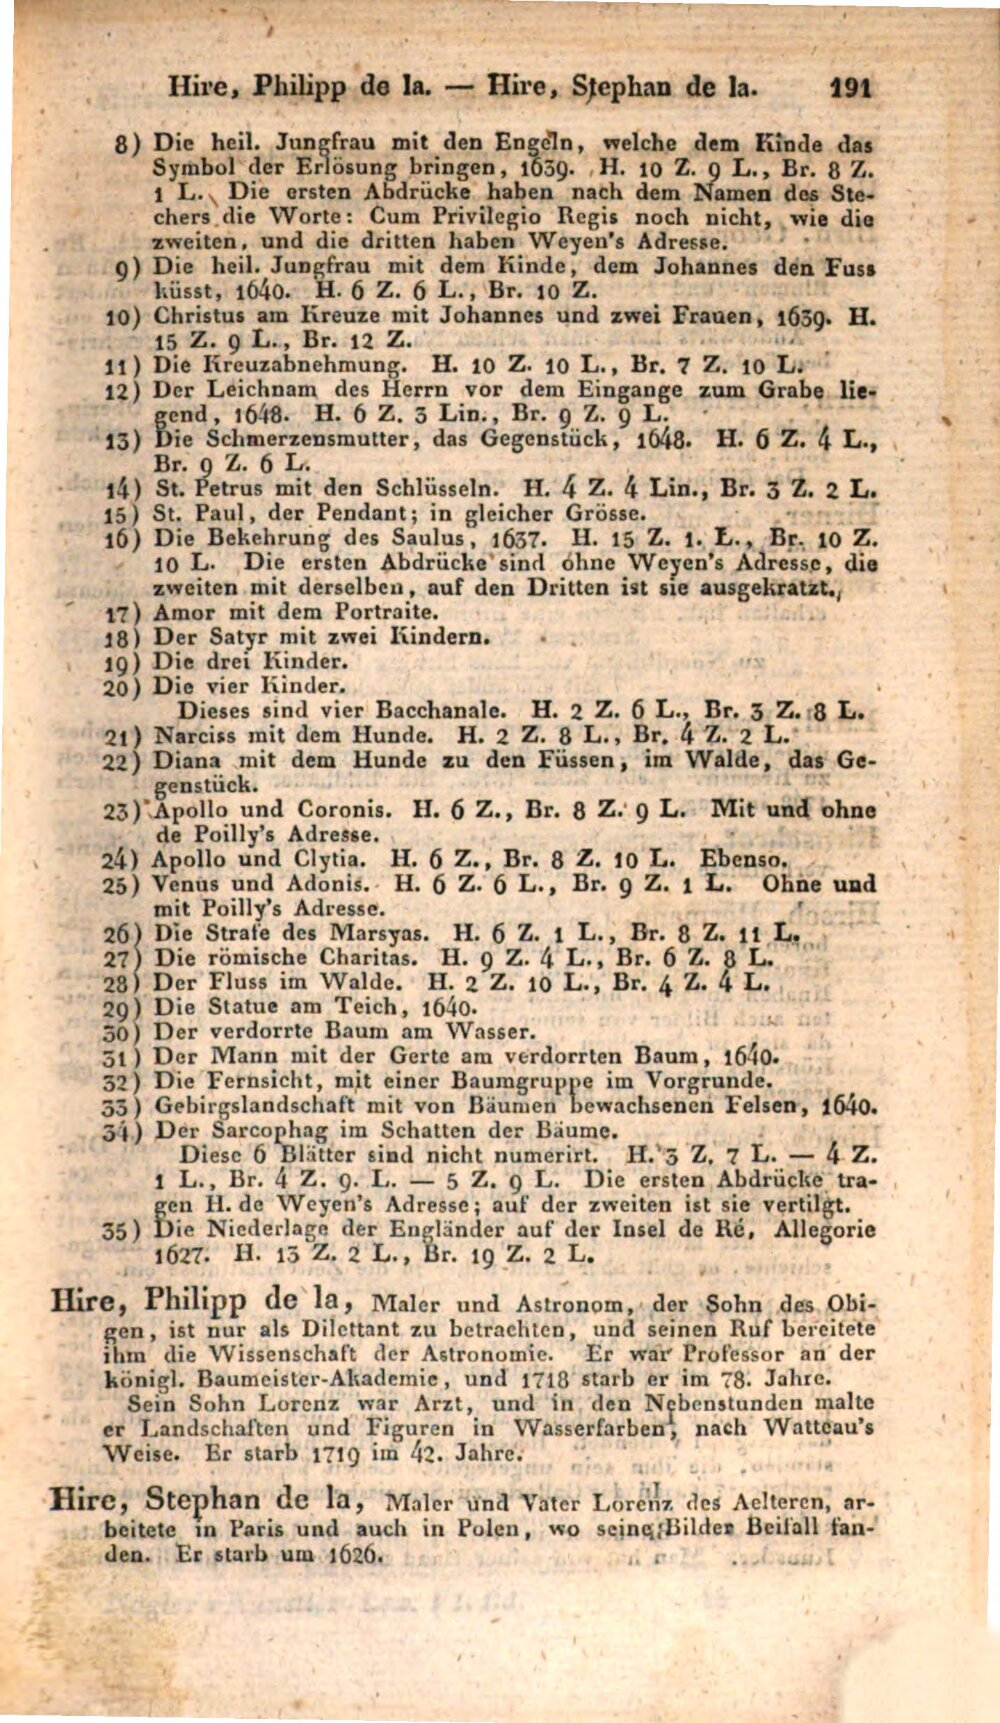 Hire, Philipp de la. — Hire, Stephan de la. 191
8) Die heil. Jungfrau mit den Engeln, welche dem Kinde das
Symbol der Erlösung bringen, 1639. H. 10 Z. 9 L., Br. 8 Z.
1 L. Die ersten Abdrücke haben nach dem Namen des Ste-
chers die Worte: Cum Privilegio Regis noch nicht, wie die
zweiten, und die dritten haben Weyen's Adresse.
9) Die heil. Jungfrau mit dem Kinde, dem Johannes den Fuss
küsst, 1640. H. 6 Z. 6 L., Br. 10 Z.
10) Christus am Kreuze mit Johannes und zwei Frauen, 1639. H.
15 Z. 9 L., Br. 12 Z.
11) Die Kreuzabnehmung. H. 10 Z. 10 L., Br. 7 Z. 10 L.
12) Der Leichnam des Herrn vor dem Eingange zum Grabe lie-
gend, 1648. H. 6 Z. 3 Lin., Br. 9 Z. 9 L.
13) Die Schmerzensmutter, das Gegenstück, 1648. H. 6 Z. 4 L.,
Br. 9 Z. 6 L.
14) St. Petrus mit den Schlüsseln. H. 4 Z. 4 Lin., Br. 3 Z. 2 L.
15) St. Paul, der Pendant; in gleicher Grösse.
16) Die Bekehrung des Saulus, 1637. H. 15 Z. 1. L., Br. 10 Z.
10 L. Die ersten Abdrücke sind ohne Weyen's Adresse, die
zweiten mit derselben, auf den Dritten ist sie ausgekratzt.
17) Amor mit dem Portraite.
18) Der Satyr mit zwei Kindern.
19) Die drei Kinder.
20) Die vier Kinder.
Dieses sind vier Bacchanale. H. 2 Z. 6 L., Br. 3 Z. 8 L.
21) Narciss mit dem Hunde. H. 2 Z. 8 L., Br. 4 Z. 2 L.
22) Diana mit dem Hunde zu den Füssen, im Walde, das Ge-
genstück.
23) Apollo und Coronis. H. 6 Z., Br. 8 Z. 9 L. Mit und ohne
de Poilly's Adresse.
24) Apollo und Clytia. H. 6 Z., Br. 8 Z. 10 L. Ebenso.
25) Venus und Adonis. H. 6 Z. 6 L., Br. 9 Z. 1 L. Ohne und
mit Poilly's Adresse.
26) Die Strafe des Marsyas. H. 6 Z. 1 L., Br. 8 Z. 11 L.
27) Die römische Charitas. H. 9 Z. 4 L., Br. 6 Z. 8 L.
28) Der Fluss im Walde. H. 2 Z. 10 L., Br. 4 Z. 4 L.
29) Die Statue am Teich, 1640.
30) Der verdorrte Baum am Wasser.
31) Der Mann mit der Gerte am verdorrten Baum, 1640.
32) Die Fernsicht, mit einer Baumgruppe im Vorgrunde.
33) Gebirgslandschaft mit von Bäumen bewachsenen Felsen, 1640.
34) Der Sarcophag im Schatten der Bäume.
Diese 6 Blätter sind nicht numerirt. H. 3 Z. 7 L. — 4 Z.
1 L., Br. 4 Z. 9. L. — 5 Z. 9 L. Die ersten Abdrücke tra-
gen H. de Weyen's Adresse; auf der zweiten ist sie vertilgt.
35) Die Niederlage der Engländer auf der Insel de Ré, Allegorie
1627. H. 13 Z. 2 L., Br. 19 Z. 2 L.
Hire, Philipp de la, Maler und Astronom, der Sohn des Obi-
gen, ist nur als Dilettant zu betrachten, und seinen Ruf bereitete
ihm die Wissenschaft der Astronomie. Er war Professor an der
königl. Baumeister-Akademie, und 1718 starb er im 78. Jahre.
Sein Sohn Lorenz war Arzt, und in den Nebenstunden malte
er Landschaften und Figuren in Wasserfarben, nach Watteau's
Weise. Er starb 1719 im 42. Jahre.
Hire, Stephan de la, Maler und Vater Lorenz des Aelteren, ar-
beitete in Paris und auch in Polen, wo seine Bilder Beifall fan-
den. Er starb um 1626.